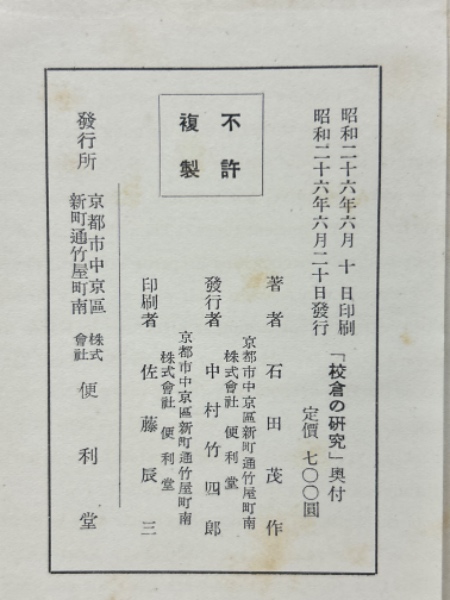 昭和二十六年六月 十 日印刷
昭和二十六年六月二十日發行
「校倉の硏究」奥付
定價 七〇〇圓
不許
複製
著者 石田茂作
京都市中京區新町通竹屋町南
株式會社 便利堂
發行者 中村竹四郎
京都市中京區新町通竹屋町南
株式會社 便利堂
印刷者 佐藤辰三
發行所
京都市中京區
新町通竹屋町南
株式會社 便利堂